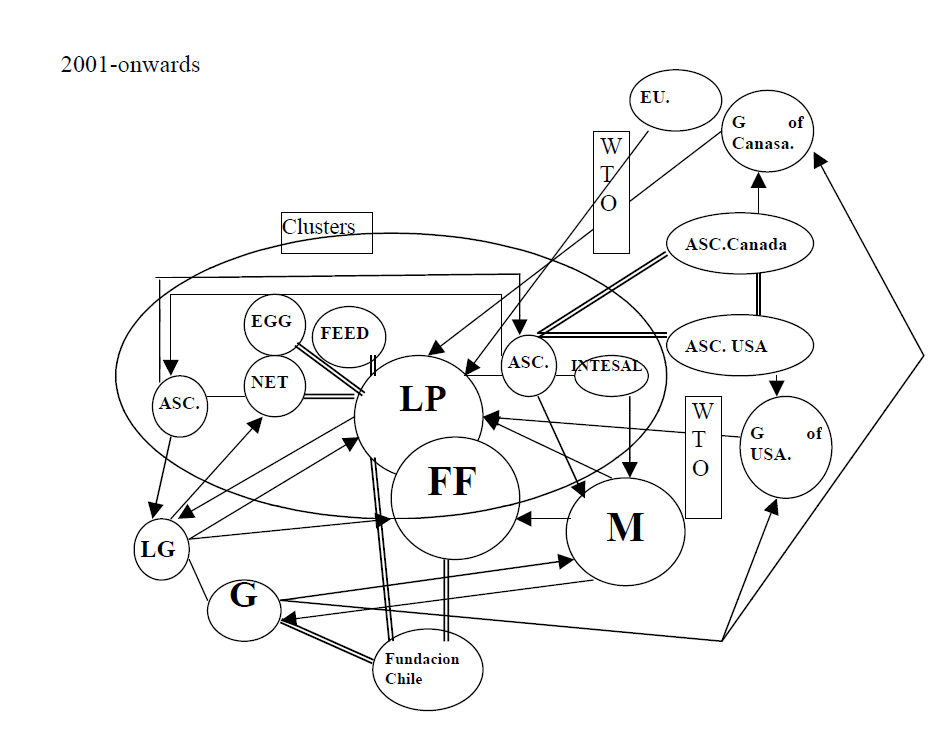 2001-onwards
EU.
G of
Canasa.
W
T
O
Clusters
ASC.Canada
EGG
FEED
ASC. USA
ASC.
INTESAL
NET
LP
ASC.
W
T
O
G of
USA.
FF
M
LG
G
Fundacion
Chile